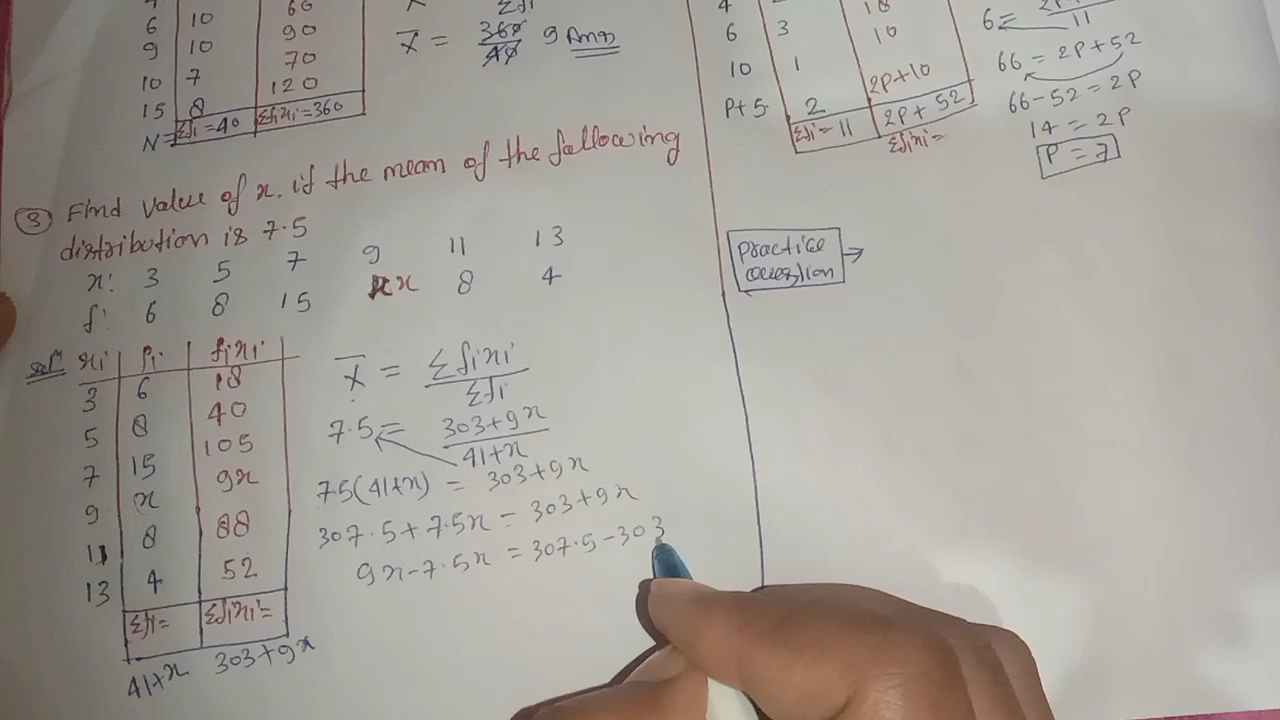 60
6 10 90
9 10 70
10 7 120
15 8
N= Σfi=40 Σfixi=360
x̄ = 360/40 9 Ans
③ Find value of x. if the mean of the following
distribution is 7.5
x: 3 5 7 9 11 13
f: 6 8 15 x 8 4
solⁿ xi fi fixi
3 6 18
5 8 40
7 15 105
9 x 9x
11 8 88
13 4 52
Σfi= Σfixi=
41+x 303+9x
x̄ = Σfixi/Σfi
7.5 = 303+9x/41+x
7.5(41+x) = 303+9x
307.5+7.5x = 303+9x
9x-7.5x = 307.5-303
4 18
6 3 10
10 1 2P+10
P+5. 2 2P+52
Σfi=11 Σfixi=
6= 11
66 = 2P+52
66-52 = 2P
14 = 2P
P = 7
Practice
Question →